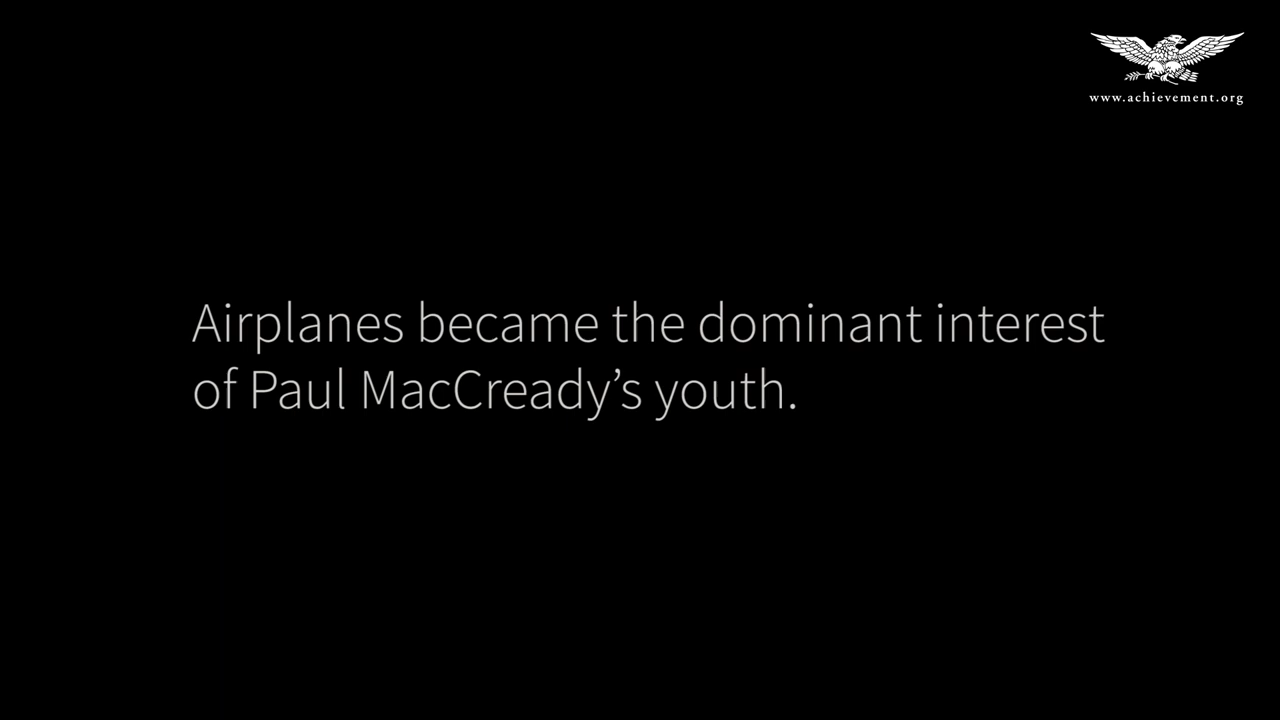 www.achievement.org
Airplanes became the dominant interest
of Paul MacCready’s youth.